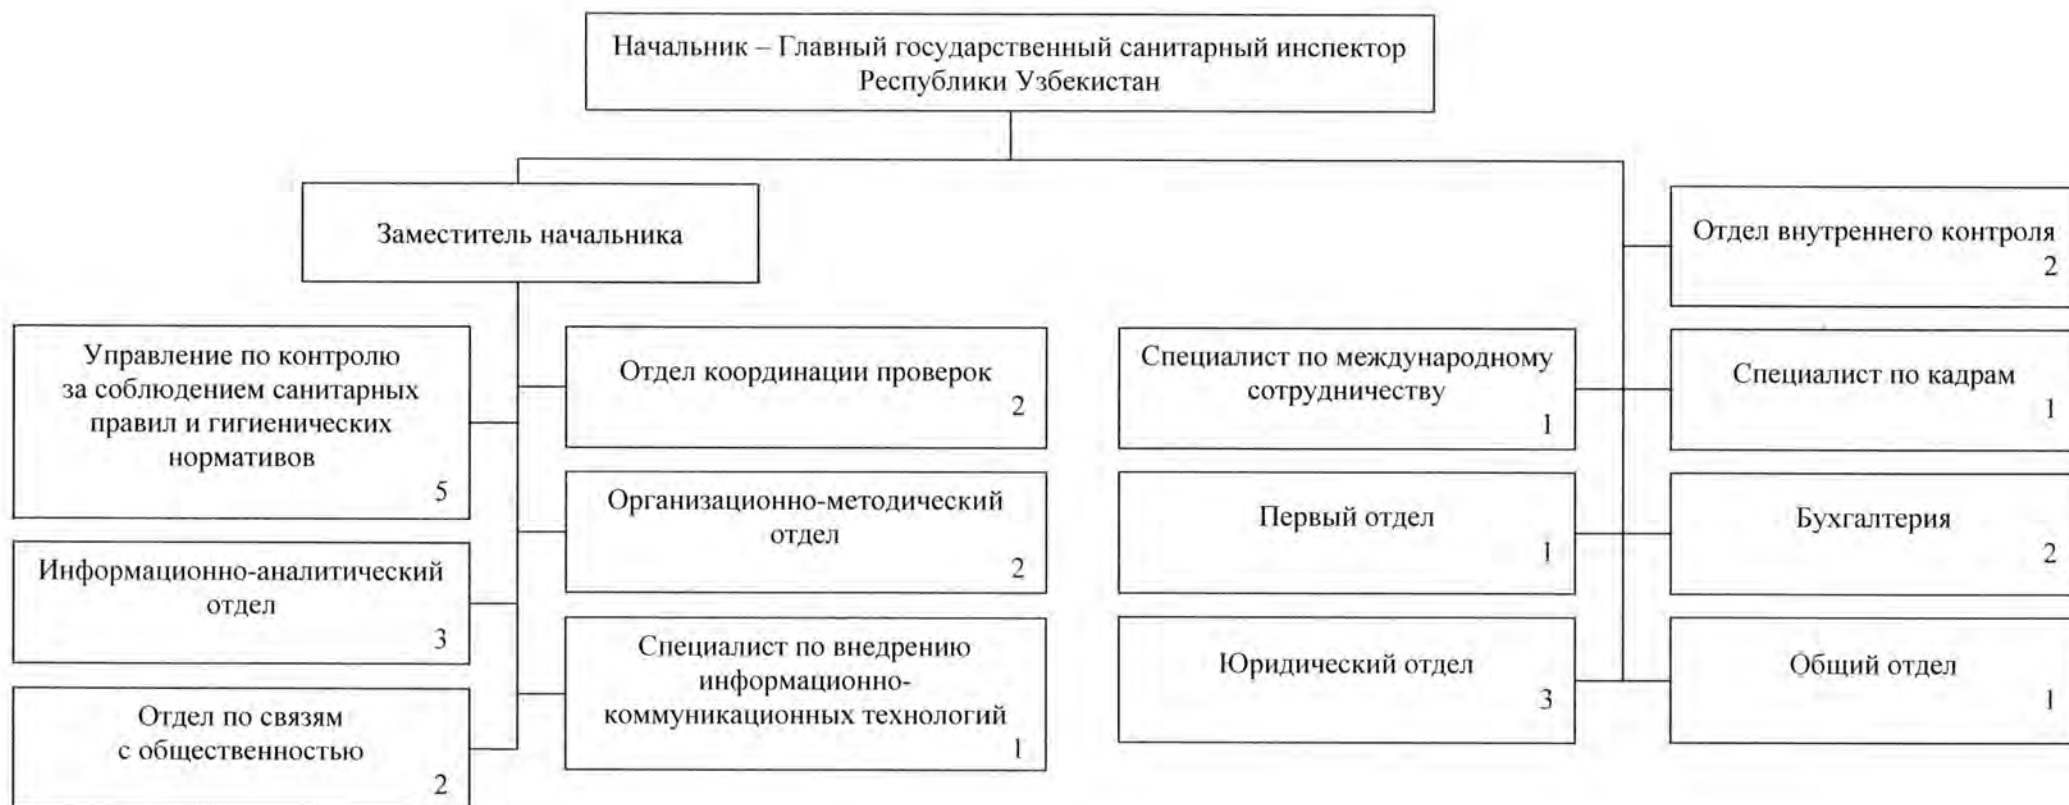 Начальник – Главный государственный санитарный инспектор
Республики Узбекистан
Заместитель начальника
Управление по контролю
за соблюдением санитарных
правил и гигиенических
нормативов
5
Информационно-аналитический
отдел
3
Отдел по связям
с общественностью
2
Отдел координации проверок
2
Организационно-методический
отдел
2
Специалист по внедрению
информационно-
коммуникационных технологий
1
Специалист по международному
сотрудничеству
1
Первый отдел
1
Юридический отдел
3
Отдел внутреннего контроля
2
Специалист по кадрам
1
Бухгалтерия
2
Общий отдел
1